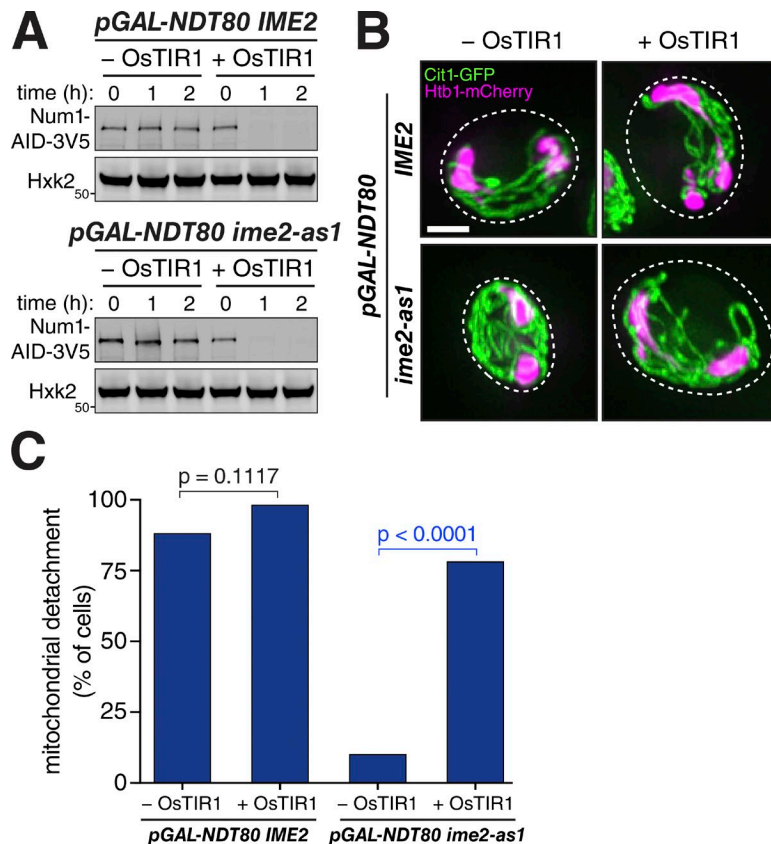 A
pGAL-NDT80 IME2
– OsTIR1 + OsTIR1
time (h): 0 1 2 0 1 2
Num1-
AID-3V5
Hxk2
50
pGAL-NDT80 ime2-as1
– OsTIR1 + OsTIR1
time (h): 0 1 2 0 1 2
Num1-
AID-3V5
Hxk2
50
B
– OsTIR1 + OsTIR1
Cit1-GFP
Htb1-mCherry
pGAL-NDT80
IME2
ime2-as1
C
p = 0.1117
p < 0.0001
mitochondrial detachment
(% of cells)
100
75
50
25
0
– OsTIR1 + OsTIR1 – OsTIR1 + OsTIR1
pGAL-NDT80 IME2 pGAL-NDT80 ime2-as1